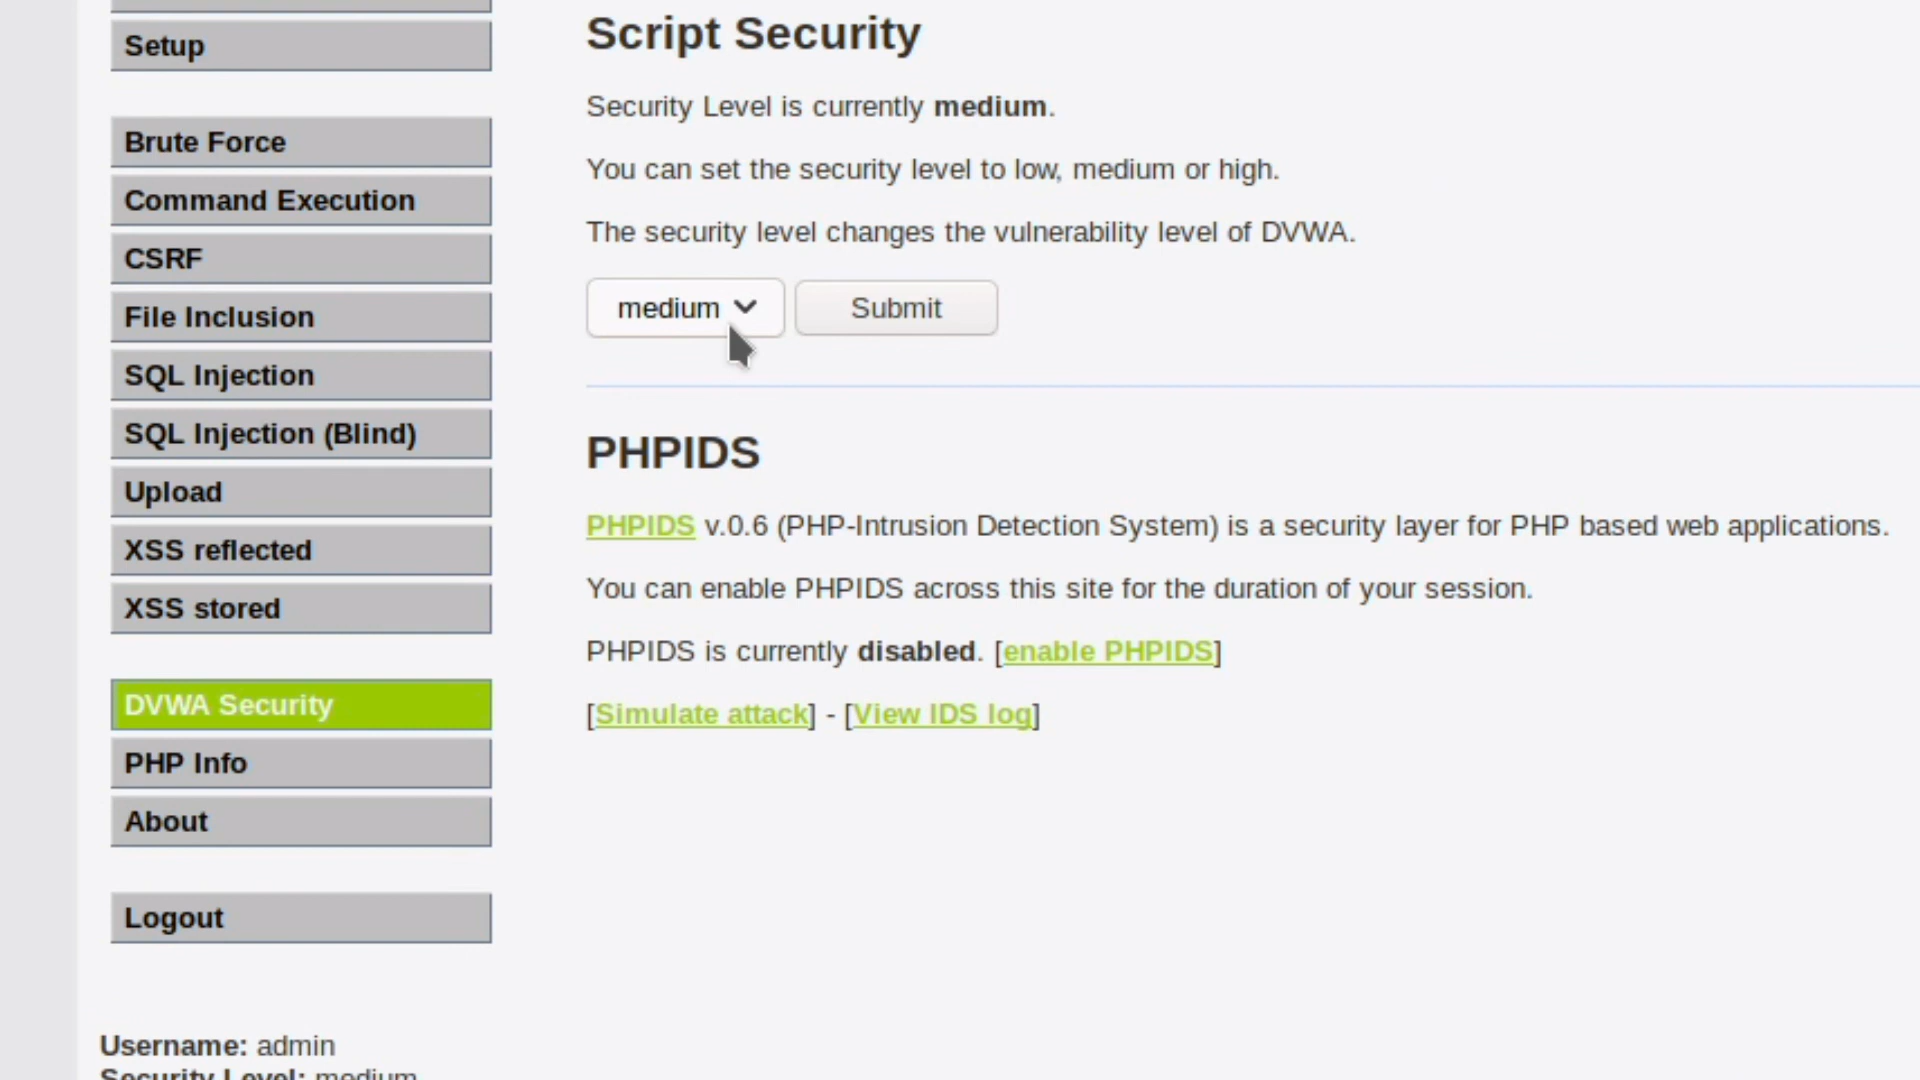 Setup
Brute Force
Command Execution
CSRF
File Inclusion
SQL Injection
SQL Injection (Blind)
Upload
XSS reflected
XSS stored
DVWA Security
PHP Info
About
Logout
Username: admin
Security Level: medium
Script Security
Security Level is currently medium.
You can set the security level to low, medium or high.
The security level changes the vulnerability level of DVWA.
medium Submit
PHPIDS
PHPIDS v.0.6 (PHP-Intrusion Detection System) is a security layer for PHP based web applications.
You can enable PHPIDS across this site for the duration of your session.
PHPIDS is currently disabled. [enable PHPIDS]
[Simulate attack] - [View IDS log]